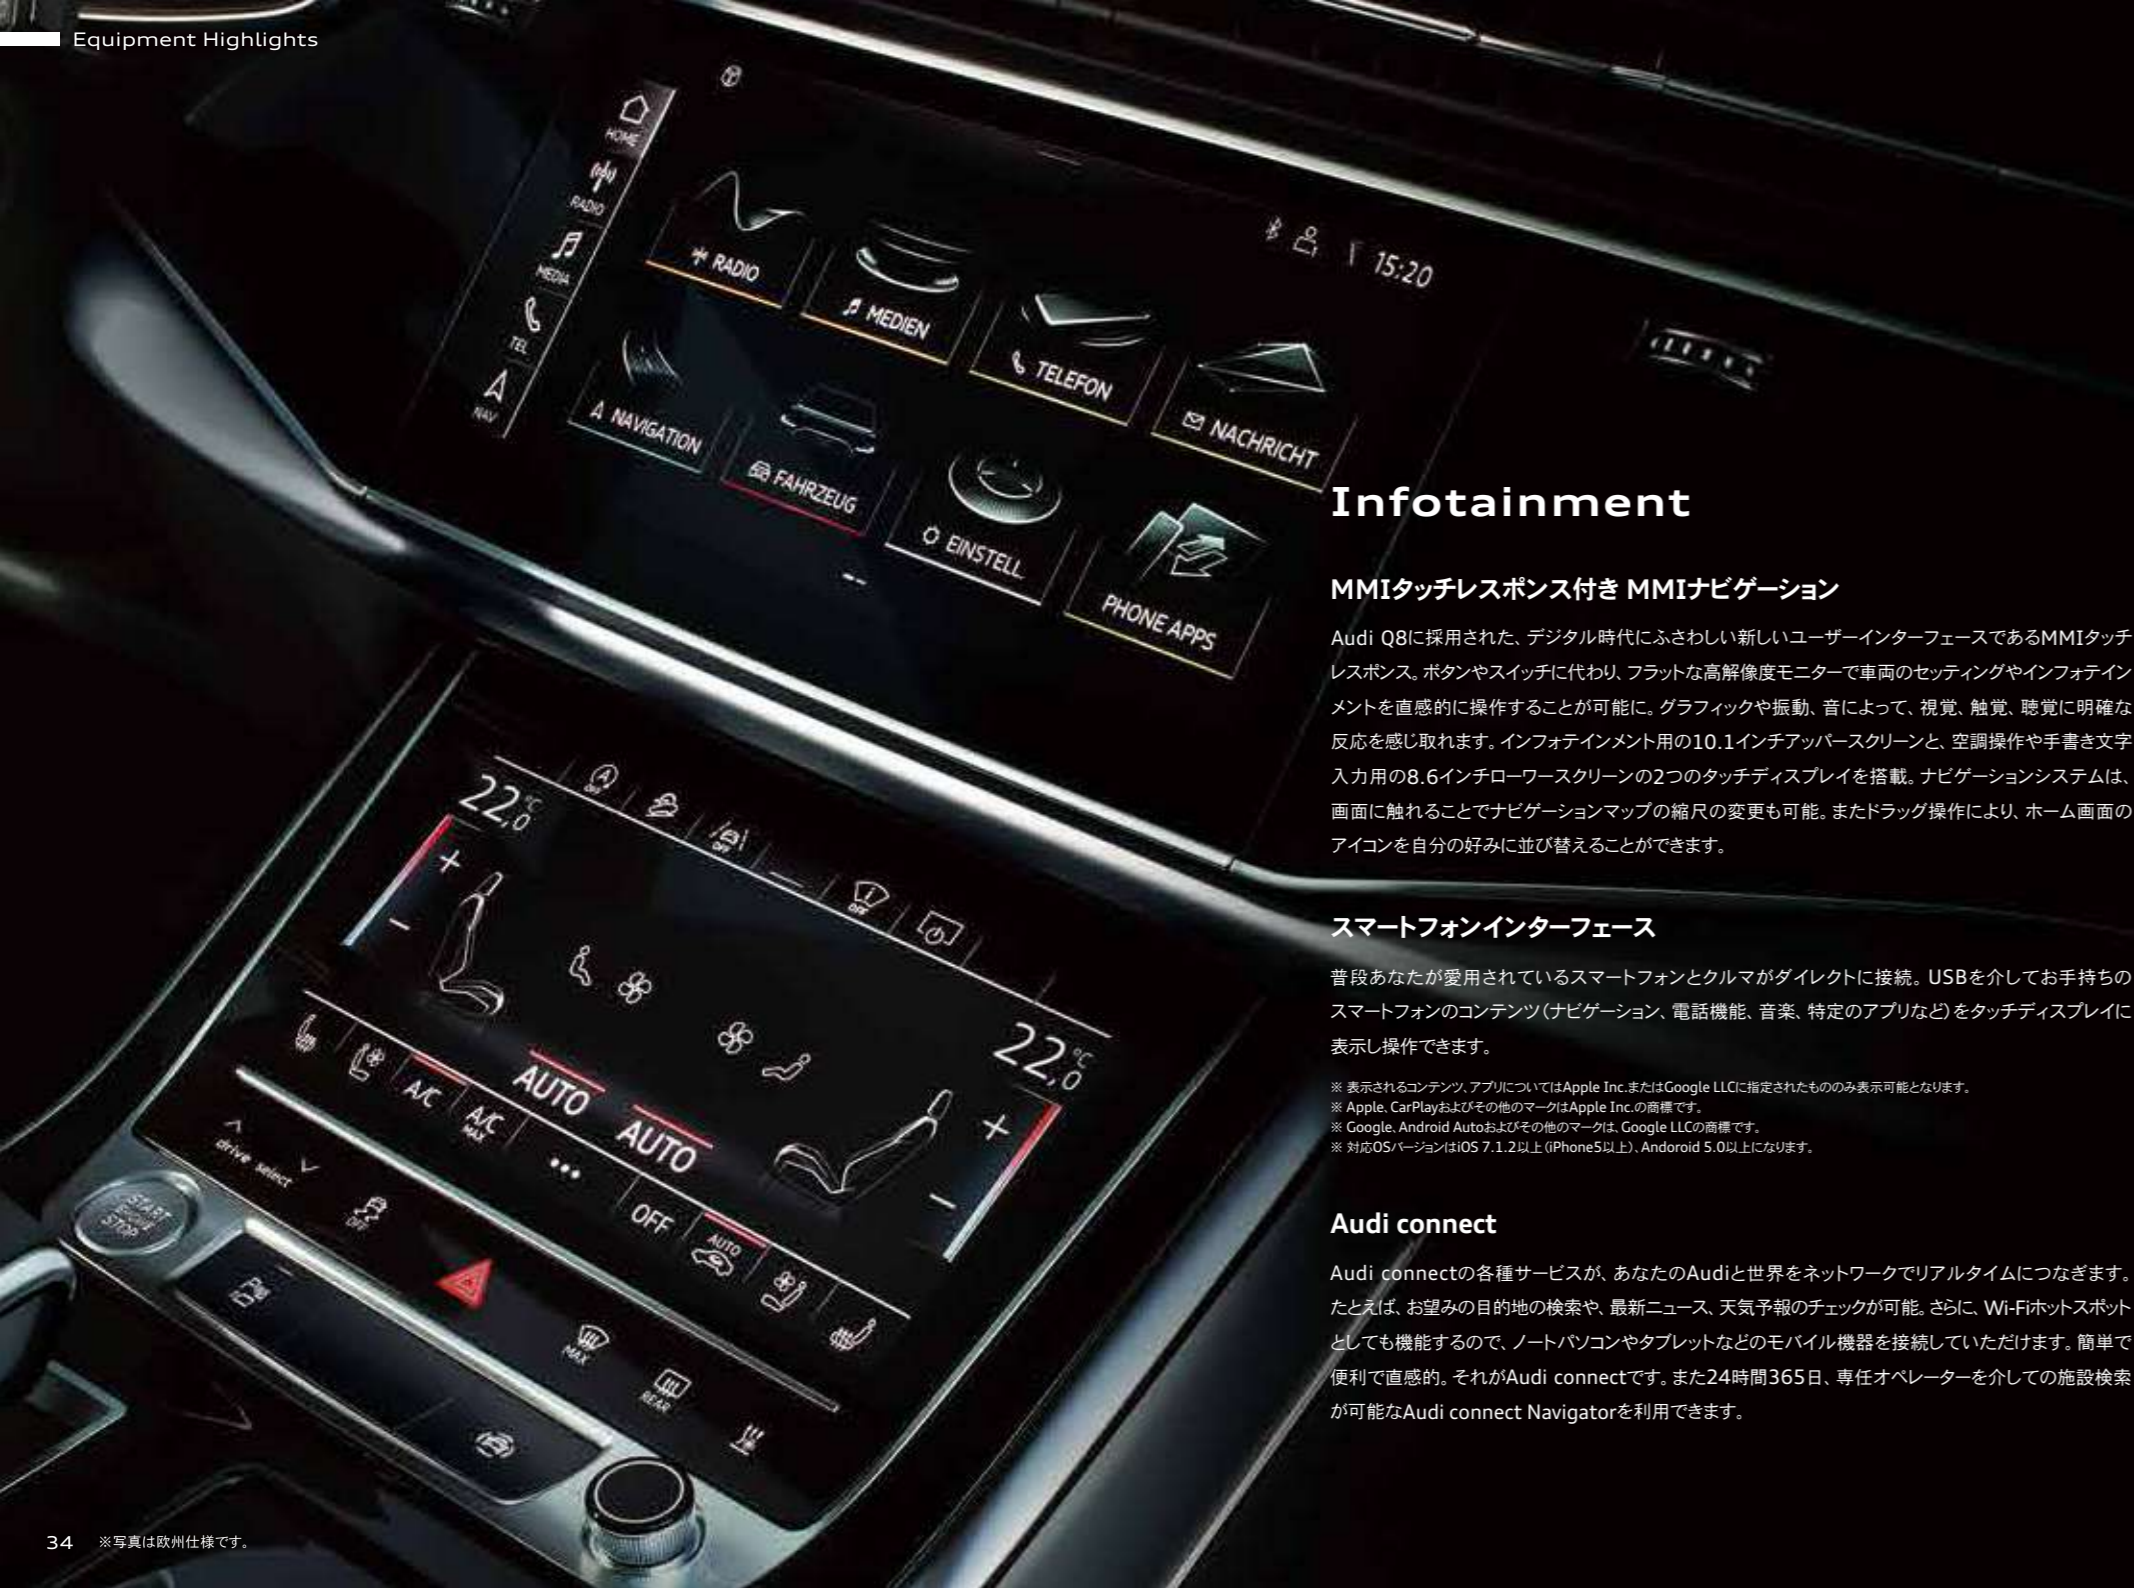 Equipment Highlights
HOME
RADIO
MEDIA
TEL
NAV
15:20
RADIO
MEDIEN
TELEFON
NACHRICHT
NAVIGATION
FAHRZEUG
EINSTELL.
PHONE APPS
22,0 °C
OFF
OFF
OFF
22,0 °C
A/C
A/C MAX
AUTO
AUTO
OFF
AUTO
drive select
START
STOP
OFF
MAX
REAR
Infotainment
MMIタッチレスポンス付き MMIナビゲーション
Audi Q8に採用された、デジタル時代にふさわしい新しいユーザーインターフェースであるMMIタッチ
レスポンス。ボタンやスイッチに代わり、フラットな高解像度モニターで車両のセッティングやインフォテイン
メントを直感的に操作することが可能に。グラフィックや振動、音によって、視覚、触覚、聴覚に明確な
反応を感じ取れます。インフォテインメント用の10.1インチアッパースクリーンと、空調操作や手書き文字
入力用の8.6インチローワースクリーンの2つのタッチディスプレイを搭載。ナビゲーションシステムは、
画面に触れることでナビゲーションマップの縮尺の変更も可能。またドラッグ操作により、ホーム画面の
アイコンを自分の好みに並び替えることができます。
スマートフォンインターフェース
普段あなたが愛用されているスマートフォンとクルマがダイレクトに接続。USBを介してお手持ちの
スマートフォンのコンテンツ（ナビゲーション、電話機能、音楽、特定のアプリなど）をタッチディスプレイに
表示し操作できます。
※ 表示されるコンテンツ、アプリについてはApple Inc.またはGoogle LLCに指定されたもののみ表示可能となります。
※ Apple、CarPlayおよびその他のマークはApple Inc.の商標です。
※ Google、Android Autoおよびその他のマークは、Google LLCの商標です。
※ 対応OSバージョンはiOS 7.1.2以上（iPhone5以上）、Andoroid 5.0以上になります。
Audi connect
Audi connectの各種サービスが、あなたのAudiと世界をネットワークでリアルタイムにつなぎます。
たとえば、お望みの目的地の検索や、最新ニュース、天気予報のチェックが可能。さらに、Wi-Fiホットスポット
としても機能するので、ノートパソコンやタブレットなどのモバイル機器を接続していただけます。簡単で
便利で直感的。それがAudi connectです。また24時間365日、専任オペレーターを介しての施設検索
が可能なAudi connect Navigatorを利用できます。
34 ※写真は欧州仕様です。